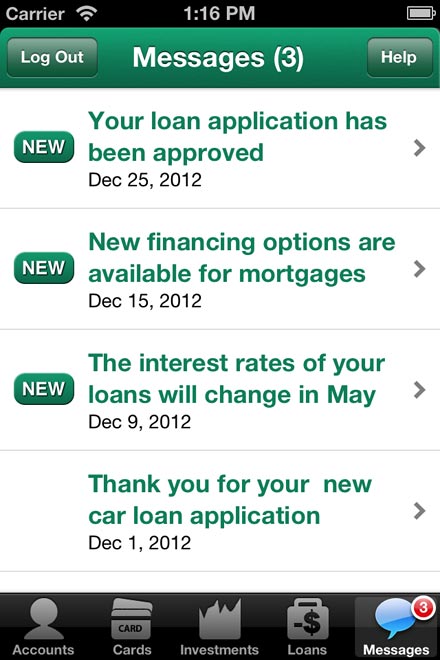 Carrier 1:16 PM
Log Out Messages (3) Help
Your loan application has
NEW been approved
Dec 25, 2012
New financing options are
NEW available for mortgages
Dec 15, 2012
The interest rates of your
NEW loans will change in May
Dec 9, 2012
Thank you for your  new
car loan application
Dec 1, 2012
CARD -$ 3
Accounts Cards Investments Loans Messages